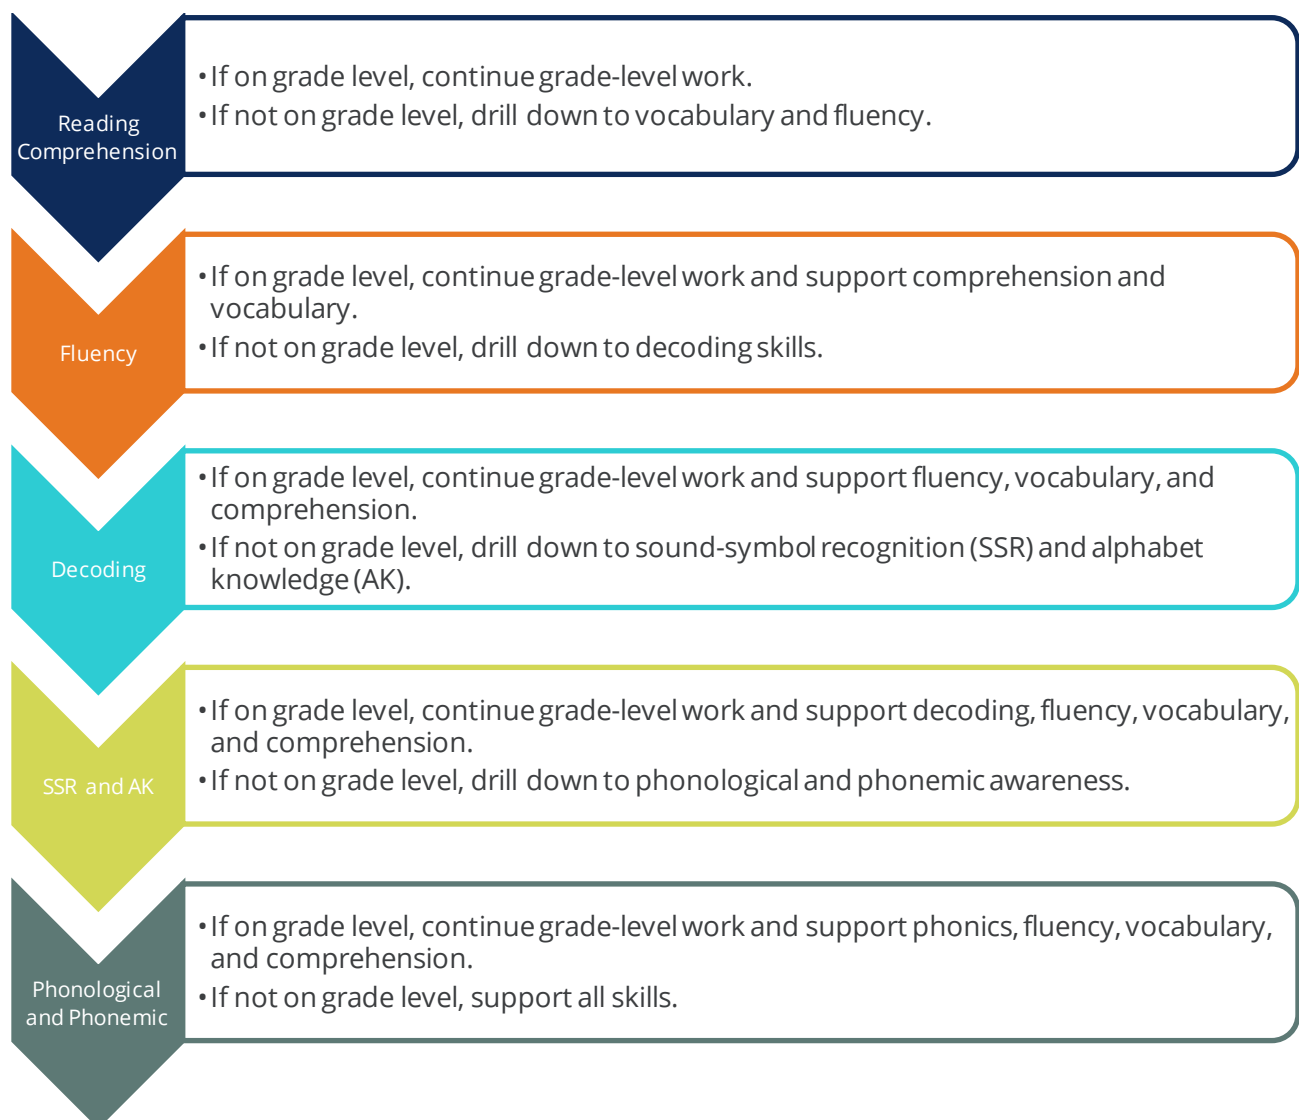 Reading
Comprehension
•If on grade level, continue grade-level work.
•If not on grade level, drill down to vocabulary and fluency.
Fluency
•If on grade level, continue grade-level work and support comprehension and
vocabulary.
•If not on grade level, drill down to decoding skills.
Decoding
•If on grade level, continue grade-level work and support fluency, vocabulary, and
comprehension.
•If not on grade level, drill down to sound-symbol recognition (SSR) and alphabet
knowledge (AK).
SSR and AK
•If on grade level, continue grade-level work and support decoding, fluency, vocabulary,
and comprehension.
•If not on grade level, drill down to phonological and phonemic awareness.
Phonological
and Phonemic
•If on grade level, continue grade-level work and support phonics, fluency, vocabulary,
and comprehension.
•If not on grade level, support all skills.